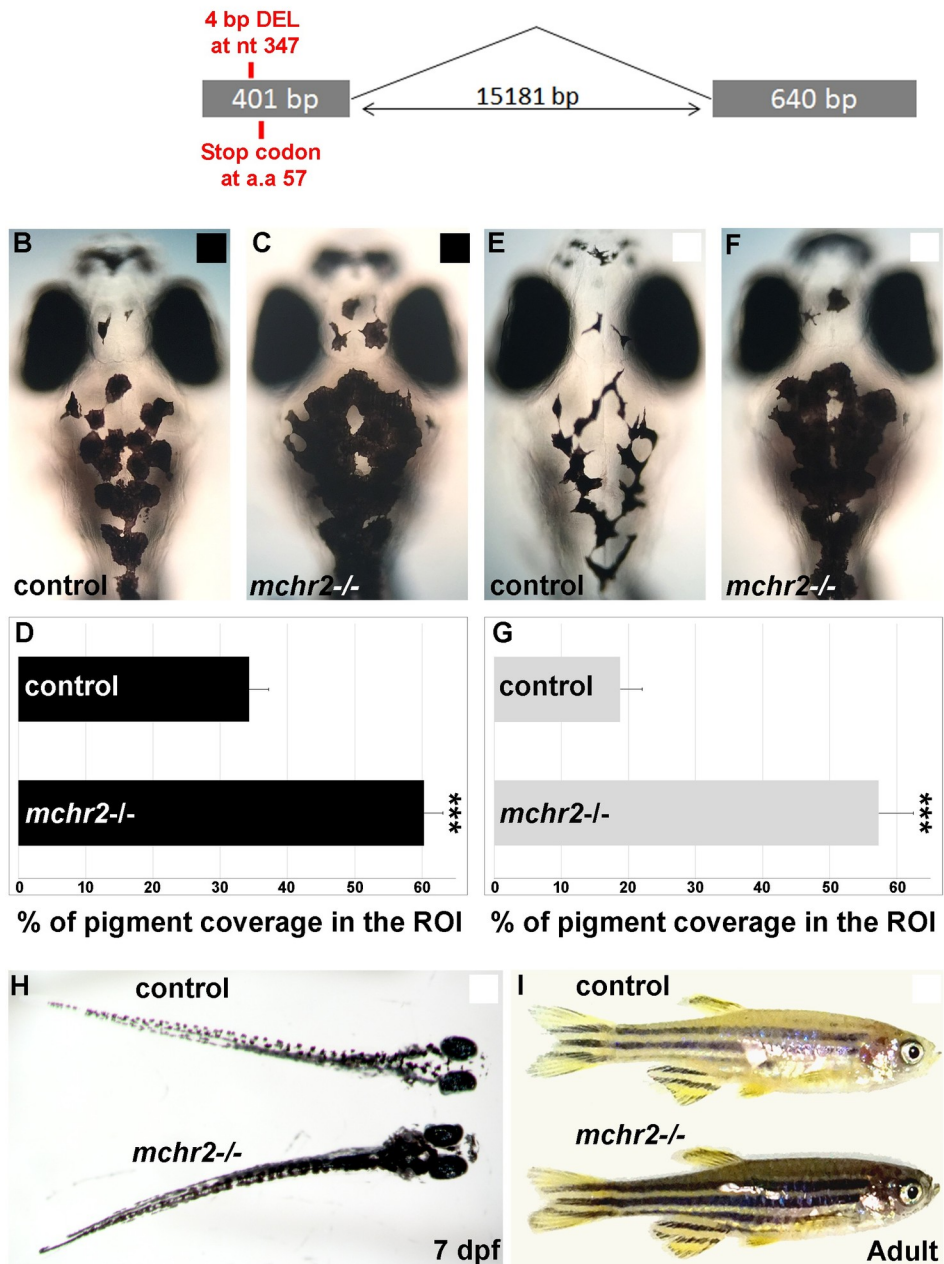 4 bp DEL
at nt 347
401 bp
15181 bp
640 bp
Stop codon
at a.a 57
B
C
E
F
control
mchr2-/-
control
mchr2-/-
D
control
mchr2-/-
***
0 10 20 30 40 50 60
% of pigment coverage in the ROI
G
control
mchr2-/-
***
0 10 20 30 40 50 60
% of pigment coverage in the ROI
H
control
mchr2-/-
7 dpf
I
control
mchr2-/-
Adult